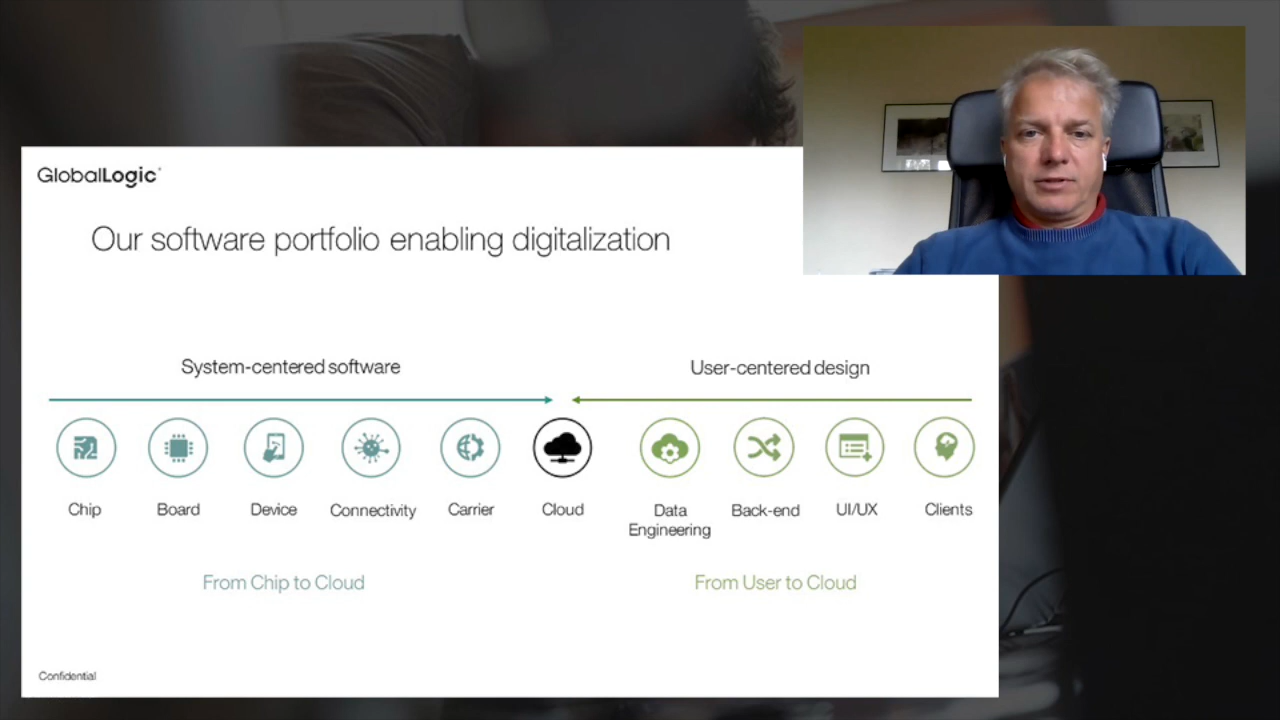 GlobalLogic
Our software portfolio enabling digitalization
System-centered software
User-centered design
Chip
Board
Device
Connectivity
Carrier
Cloud
Data
Engineering
Back-end
UI/UX
Clients
From Chip to Cloud
From User to Cloud
Confidential